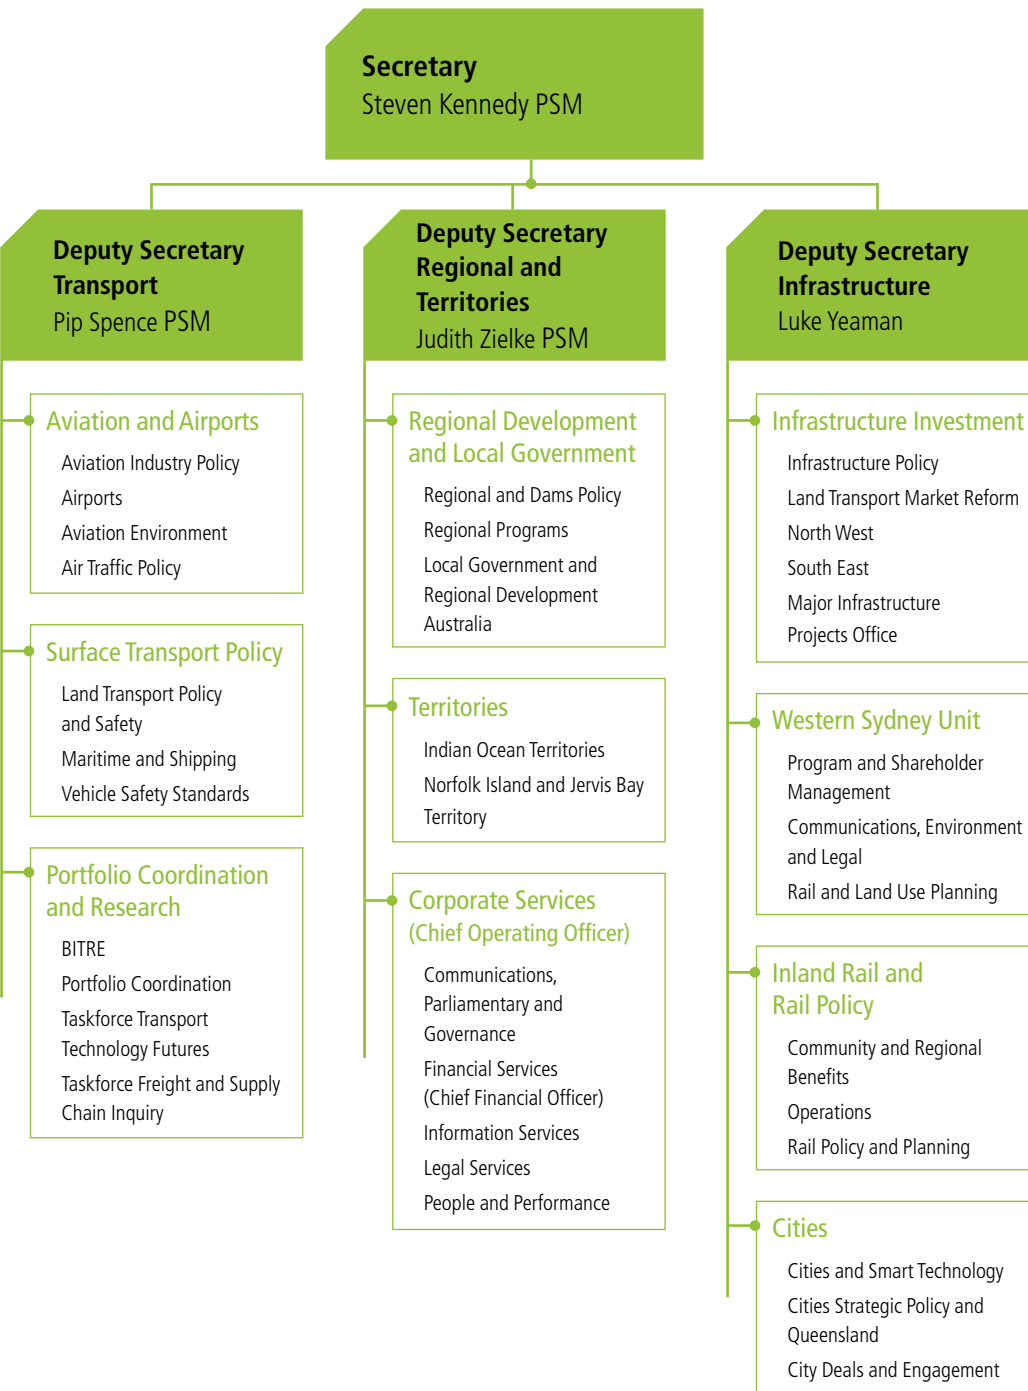 Secretary
Steven Kennedy PSM
Deputy Secretary
Transport
Pip Spence PSM
Aviation and Airports
Aviation Industry Policy
Airports
Aviation Environment
Air Traffic Policy
Surface Transport Policy
Land Transport Policy
and Safety
Maritime and Shipping
Vehicle Safety Standards
Portfolio Coordination
and Research
BITRE
Portfolio Coordination
Taskforce Transport
Technology Futures
Taskforce Freight and Supply
Chain Inquiry
Deputy Secretary
Regional and
Territories
Judith Zielke PSM
Regional Development
and Local Government
Regional and Dams Policy
Regional Programs
Local Government and
Regional Development
Australia
Territories
Indian Ocean Territories
Norfolk Island and Jervis Bay
Territory
Corporate Services
(Chief Operating Officer)
Communications,
Parliamentary and
Governance
Financial Services
(Chief Financial Officer)
Information Services
Legal Services
People and Performance
Deputy Secretary
Infrastructure
Luke Yeaman
Infrastructure Investment
Infrastructure Policy
Land Transport Market Reform
North West
South East
Major Infrastructure
Projects Office
Western Sydney Unit
Program and Shareholder
Management
Communications, Environment
and Legal
Rail and Land Use Planning
Inland Rail and
Rail Policy
Community and Regional
Benefits
Operations
Rail Policy and Planning
Cities
Cities and Smart Technology
Cities Strategic Policy and
Queensland
City Deals and Engagement